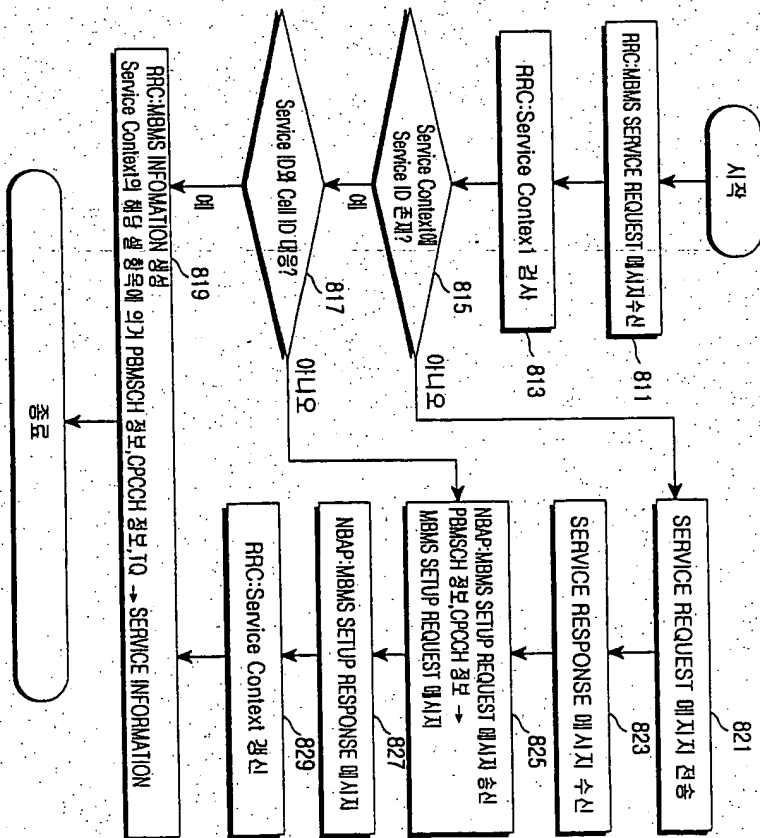 시작
RRC:MBMS SERVICE REQUEST 메시지수신
811
RRC:Service Context 검사
813
Service Context에
Service ID 존재?
815
예
아니오
Service ID와 Cell ID 대응?
817
예
아니오
SERVICE REQUEST 메지지 전송
821
SERVICE RESPONSE 메시지 수신
823
NBAP:MBMS SETUP REQUEST 메시지 송신
PBMSCH 정보,CPCCH 정보 →
MBMS SETUP REQUEST 메시지
825
NBAP:MBMS SETUP RESPONSE 메시지
827
RRC:Service Context 갱신
829
RRC:MBMS INFOMATION 생성
819
Service Context의 해당 셀 항목에 의거 PBMSCH 정보,CPCCH 정보,TO → SERVICE INFORMATION
종료